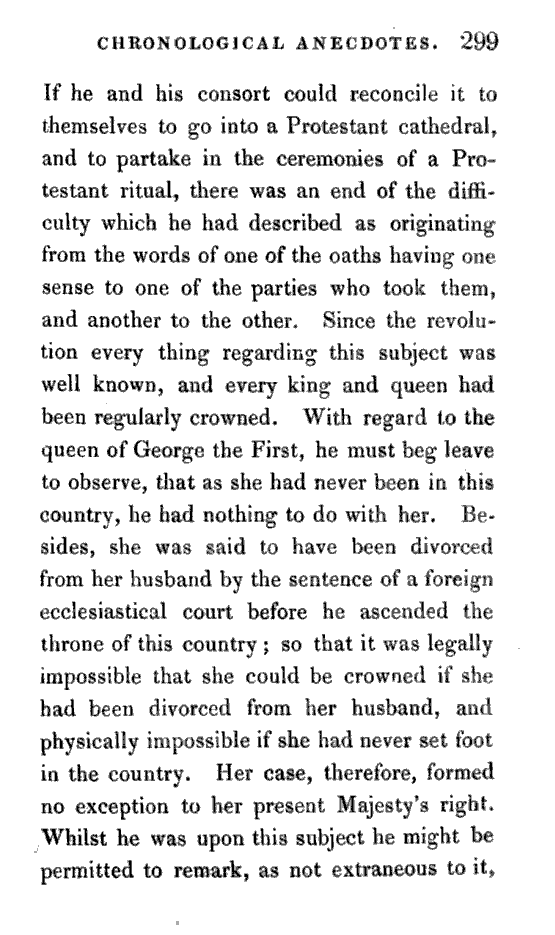 CHRONOLOGICAL ANECDOTES. 299
If he and his consort could reconcile it to
themselves to go into a Protestant cathedral,
and to partake in the ceremonies of a Pro-
testant ritual, there was an end of the diffi-
culty which he had described as originating
from the words of one of the oaths having one
sense to one of the parties who took them,
and another to the other. Since the revolu-
tion every thing regarding this subject was
well known, and every king and queen had
been regularly crowned. With regard to the
queen of George the First, he must beg leave
to observe, that as she had never been in this
country, he had nothing to do with her. Be-
sides, she was said to have been divorced
from her husband by the sentence of a foreign
ecclesiastical court before he ascended the
throne of this country; so that it was legally
impossible that she could be crowned if she
had been divorced from her husband, and
physically impossible if she had never set foot
in the country. Her case, therefore, formed
no exception to her present Majesty's right.
Whilst he was upon this subject he might be
permitted to remark, as not extraneous to it,